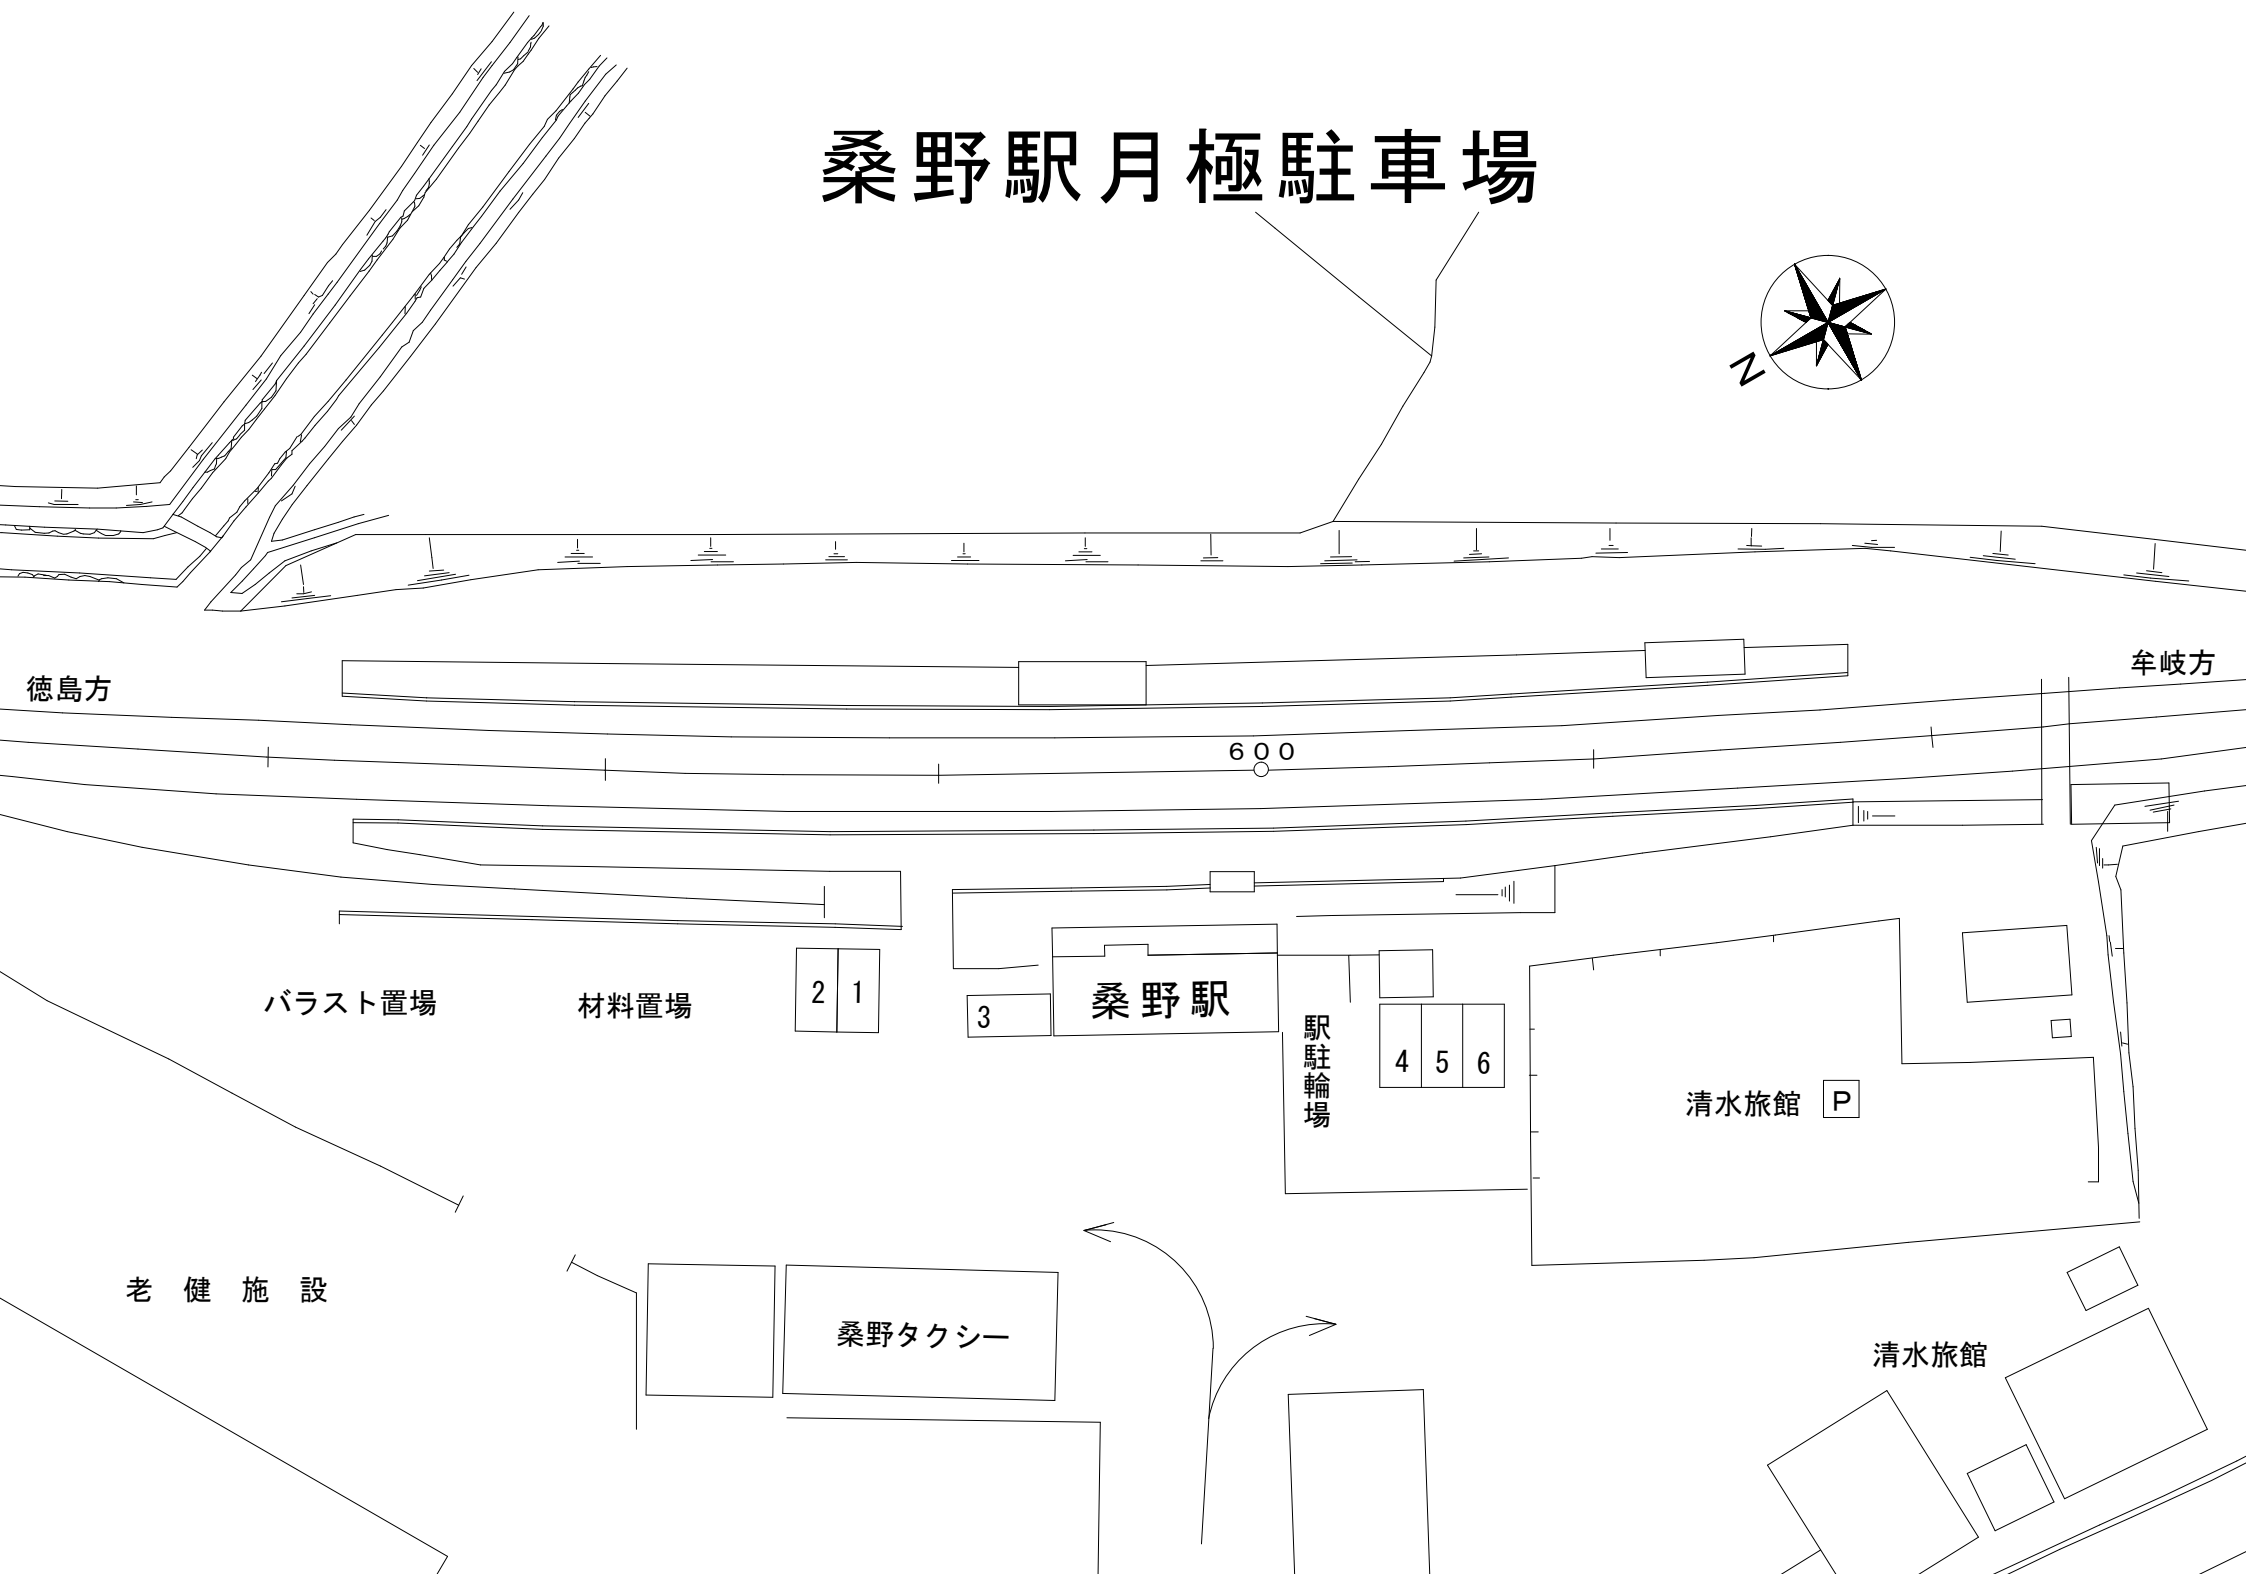 桑野駅月極駐車場
N
徳島方
牟岐方
600
バラスト置場
材料置場
2
1
3
桑野駅
駅駐輪場
4
5
6
清水旅館
P
老健施設
桑野タクシー
清水旅館